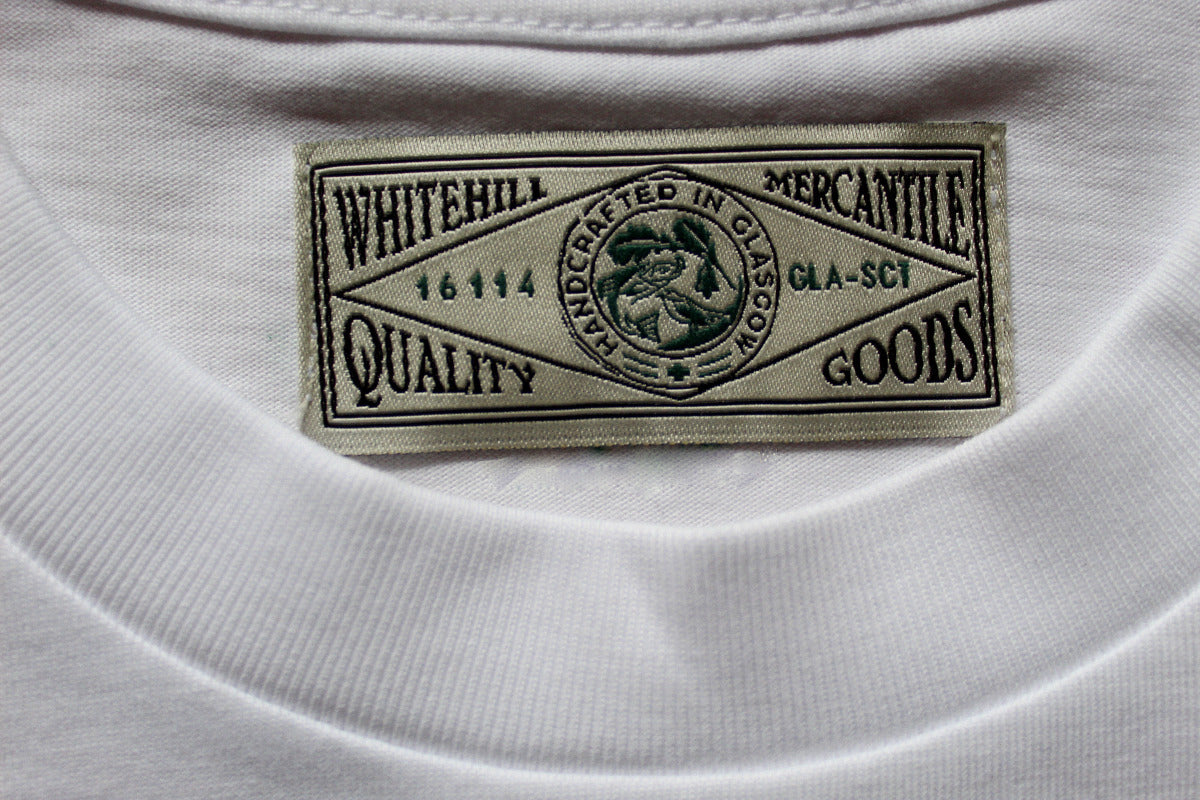 WHITEHILL MERCANTILE
HANDCRAFTED IN GLASGOW
16114 GLA-SCT
QUALITY GOODS